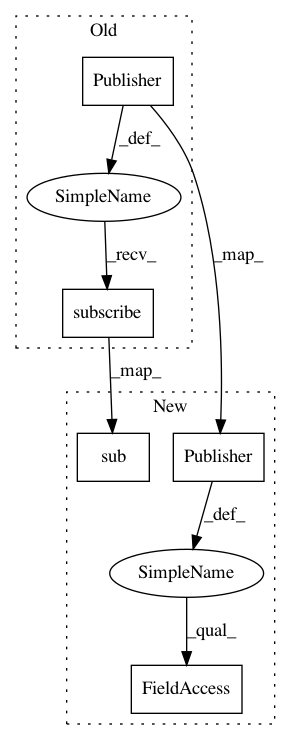 Old
Publisher
_def_
SimpleName
_recv_
_map_
subscribe
_map_
New
sub
Publisher
_def_
SimpleName
_qual_
FieldAccess